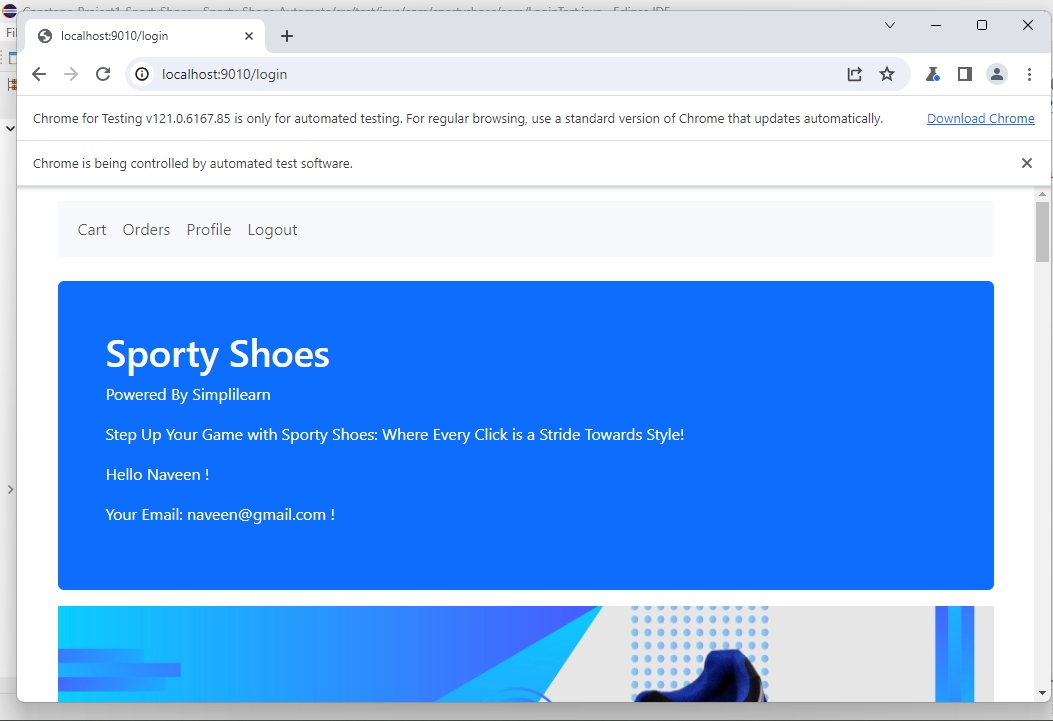 localhost:9010/login
localhost:9010/login
Chrome for Testing v121.0.6167.85 is only for automated testing. For regular browsing, use a standard version of Chrome that updates automatically. Download Chrome
Chrome is being controlled by automated test software.
Cart Orders Profile Logout
Sporty Shoes
Powered By Simplilearn
Step Up Your Game with Sporty Shoes: Where Every Click is a Stride Towards Style!
Hello Naveen !
Your Email: naveen@gmail.com !